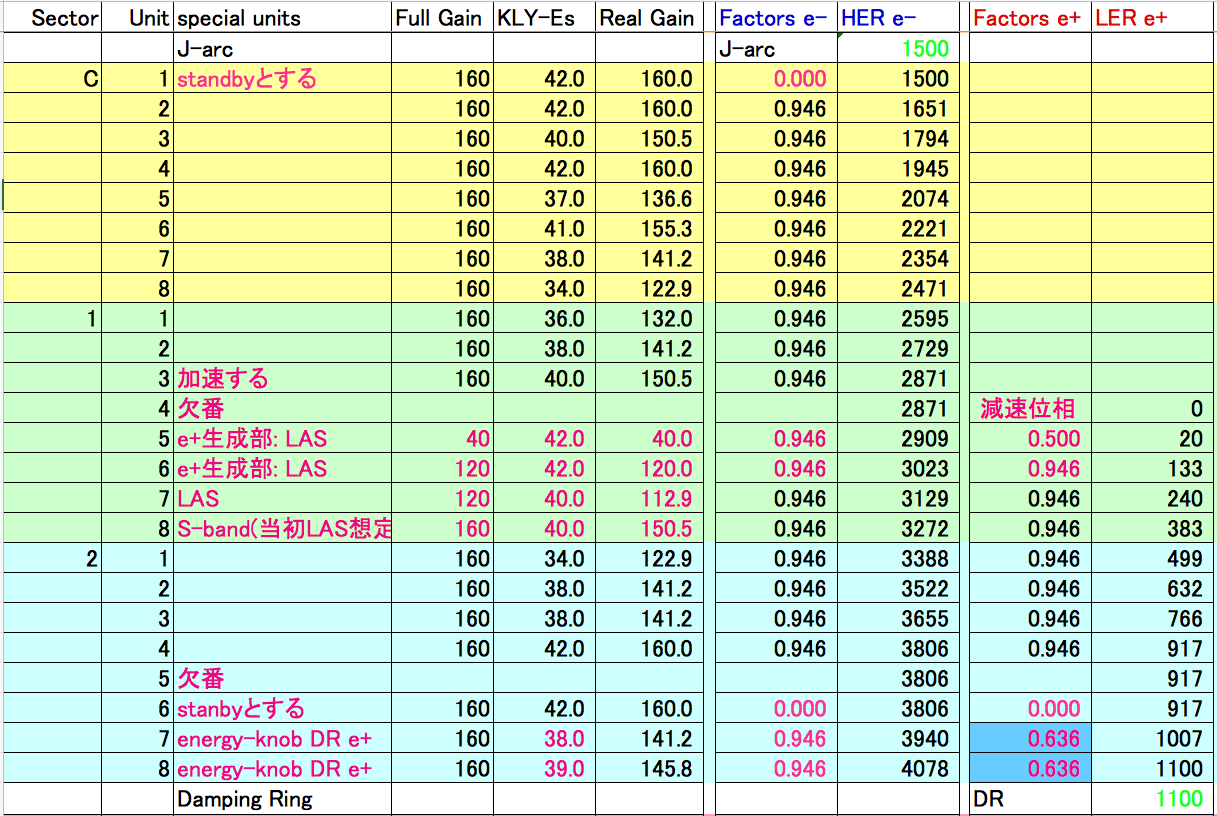 Sector Unit special units Full Gain KLY-Es Real Gain Factors e- HER e- Factors e+ LER e+
J-arc J-arc 1500
C 1 standbyとする 160 42.0 160.0 0.000 1500
2 160 42.0 160.0 0.946 1651
3 160 40.0 150.5 0.946 1794
4 160 42.0 160.0 0.946 1945
5 160 37.0 136.6 0.946 2074
6 160 41.0 155.3 0.946 2221
7 160 38.0 141.2 0.946 2354
8 160 34.0 122.9 0.946 2471
1 1 160 36.0 132.0 0.946 2595
2 160 38.0 141.2 0.946 2729
3 加速する 160 40.0 150.5 0.946 2871
4 欠番 2871 減速位相 0
5 e+生成部: LAS 40 42.0 40.0 0.946 2909 0.500 20
6 e+生成部: LAS 120 42.0 120.0 0.946 3023 0.946 133
7 LAS 120 40.0 112.9 0.946 3129 0.946 240
8 S-band(当初LAS想定 160 40.0 150.5 0.946 3272 0.946 383
2 1 160 34.0 122.9 0.946 3388 0.946 499
2 160 38.0 141.2 0.946 3522 0.946 632
3 160 38.0 141.2 0.946 3655 0.946 766
4 160 42.0 160.0 0.946 3806 0.946 917
5 欠番 3806 917
6 stanbyとする 160 42.0 160.0 0.000 3806 0.000 917
7 energy-knob DR e+ 160 38.0 141.2 0.946 3940 0.636 1007
8 energy-knob DR e+ 160 39.0 145.8 0.946 4078 0.636 1100
Damping Ring DR 1100